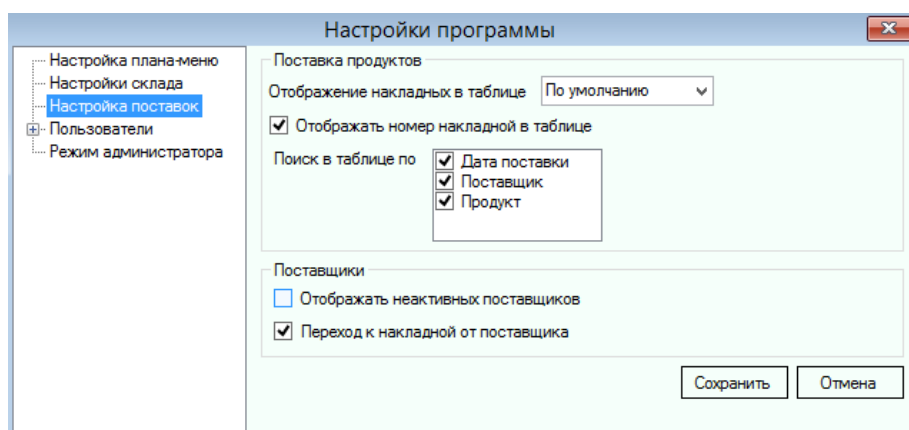 Настройки программы
Настройка плана-меню
Настройки склада
Настройка поставок
Пользователи
Режим администратора
Поставка продуктов
Отображение накладных в таблице По умолчанию
Отображать номер накладной в таблице
Поиск в таблице по
Дата поставки
Поставщик
Продукт
Поставщики
Отображать неактивных поставщиков
Переход к накладной от поставщика
Сохранить Отмена